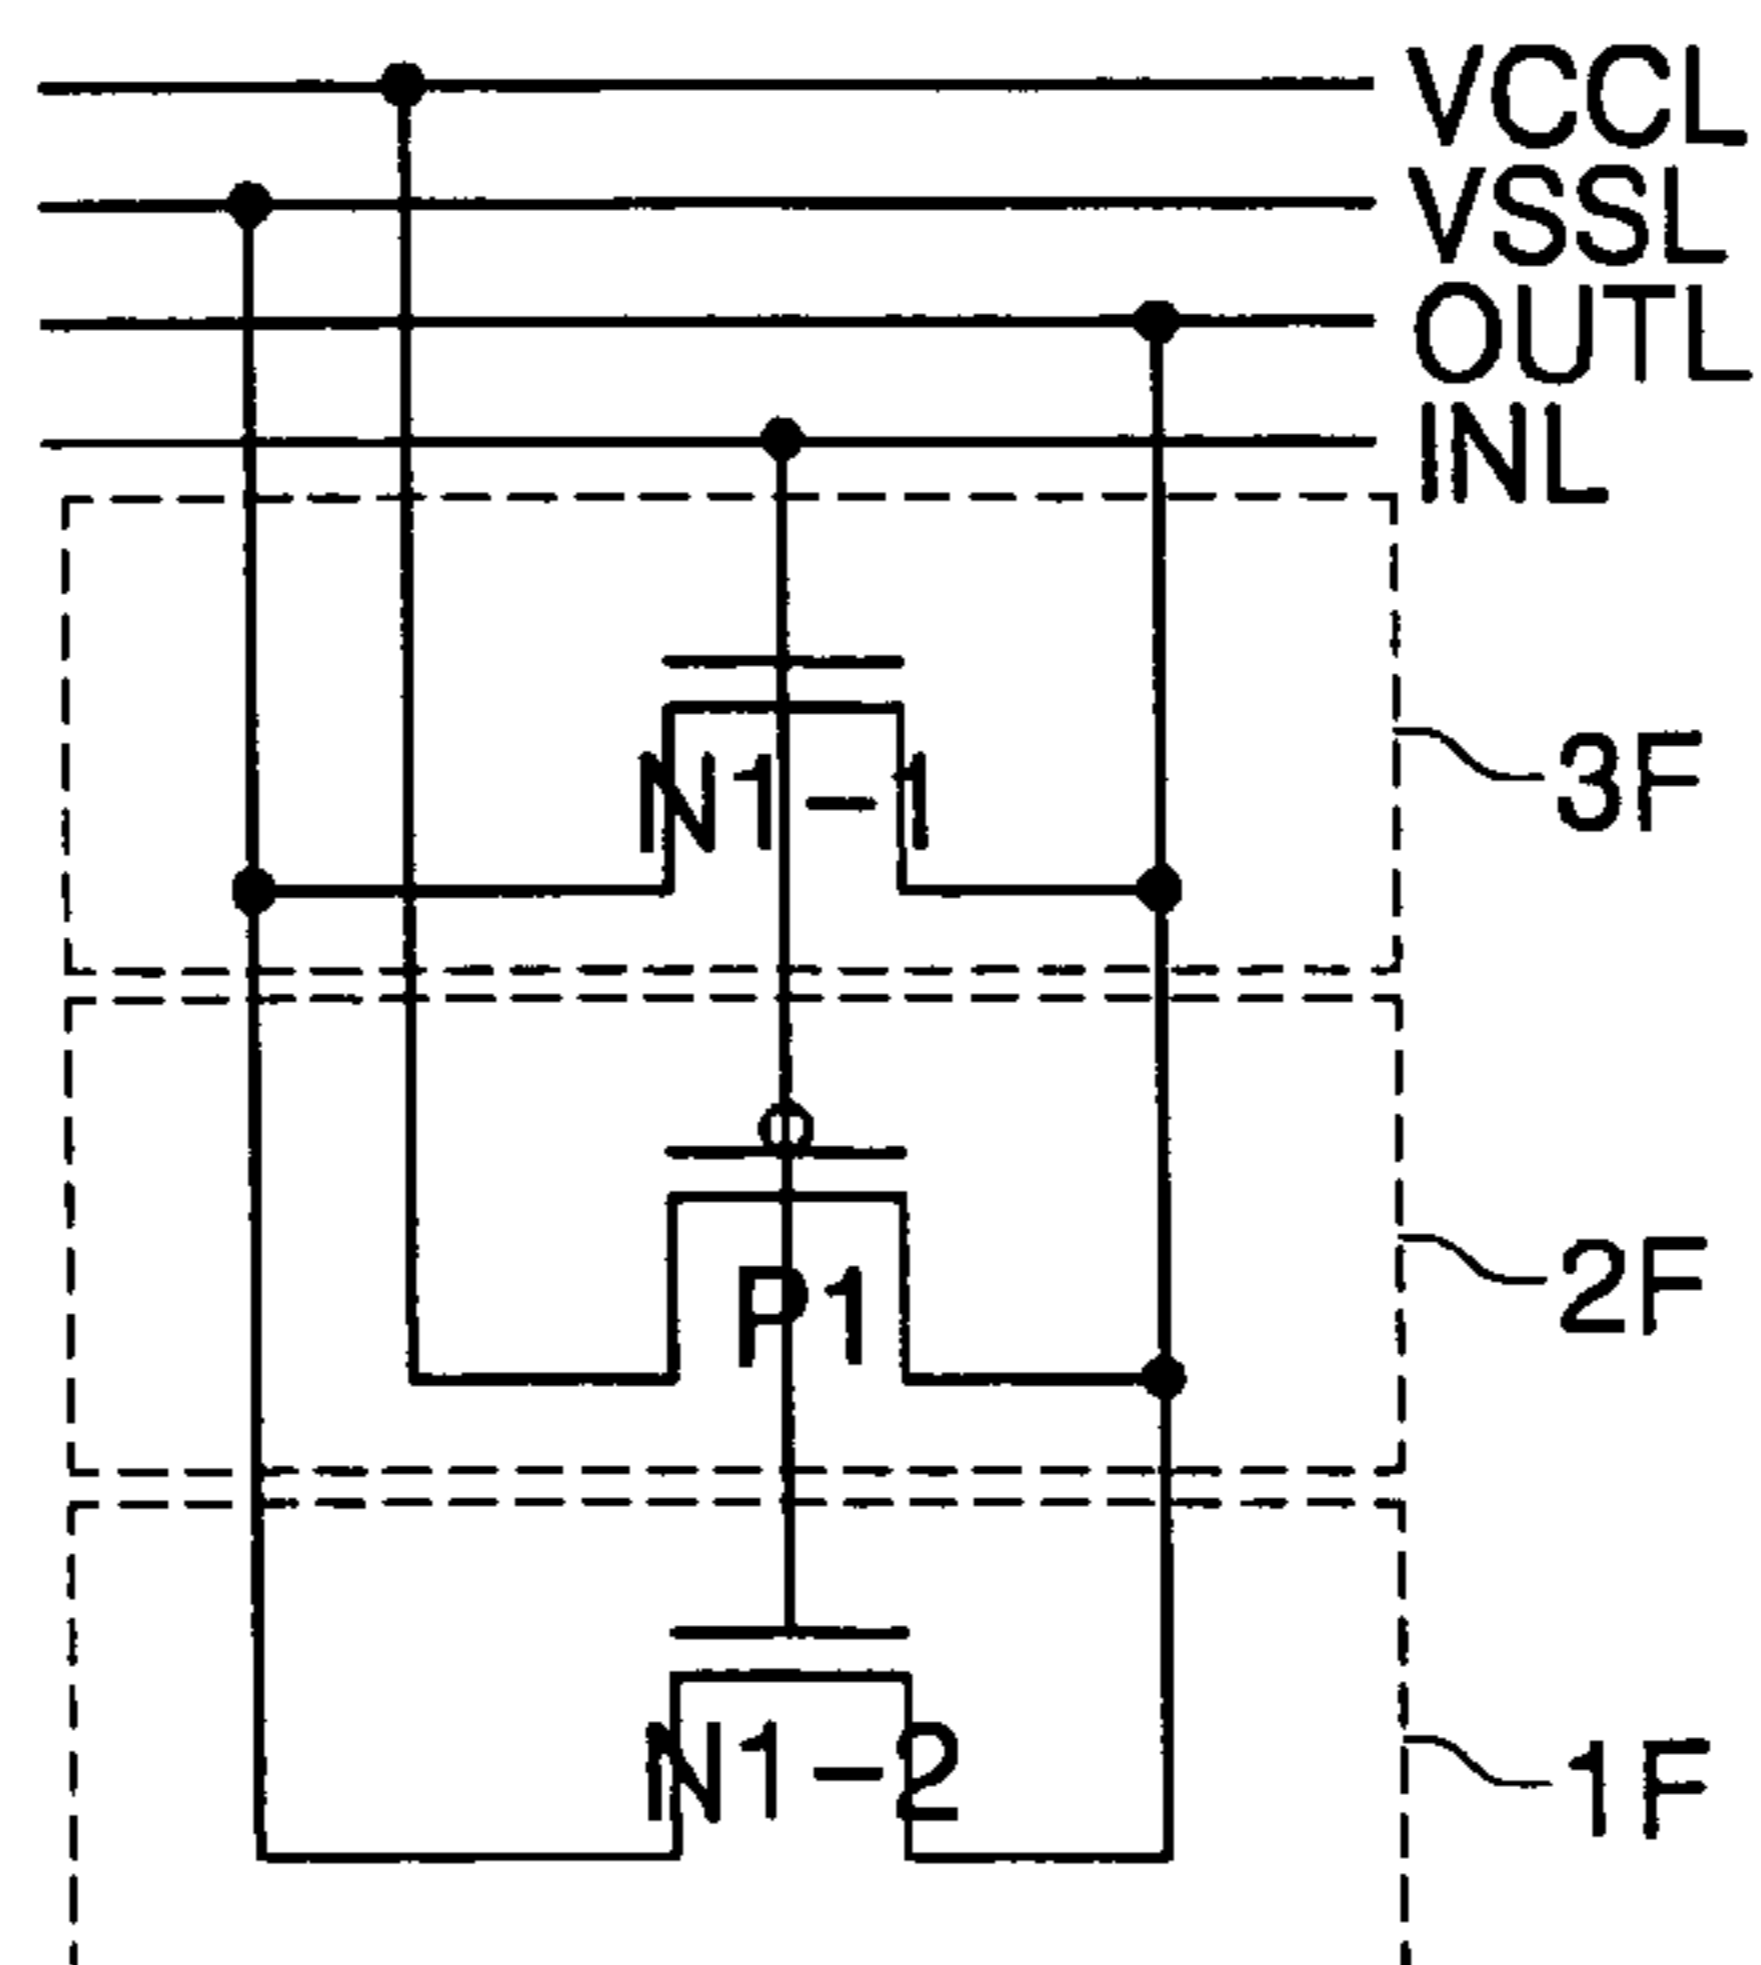 VCCL
VSSL
OUTL
INL
N1-1
3F
P1
2F
N1-2
1F